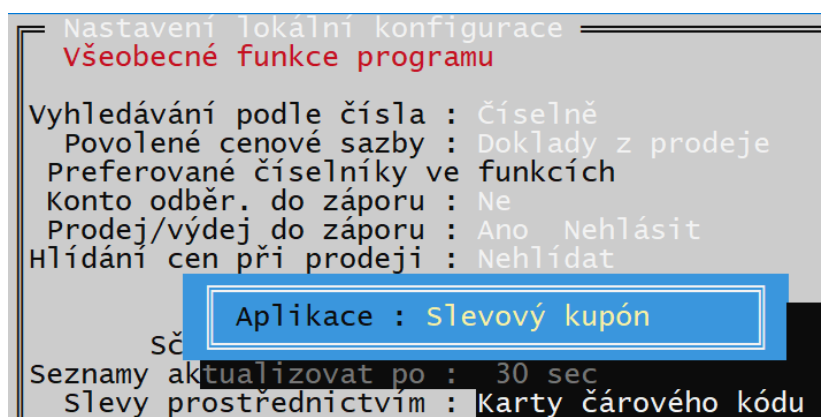 Nastavení lokální konfigurace
Všeobecné funkce programu
Vyhledávání podle čísla : Číselně
Povolené cenové sazby : Doklady z prodeje
Preferované číselníky ve funkcích
Konto odběr. do záporu : Ne
Prodej/výdej do záporu : Ano Nehlásit
Hlídání cen při prodeji : Nehlídat
Aplikace : Slevový kupón
Sč
Seznamy aktualizovat po : 30 sec
Slevy prostřednictvím : Karty čárového kódu